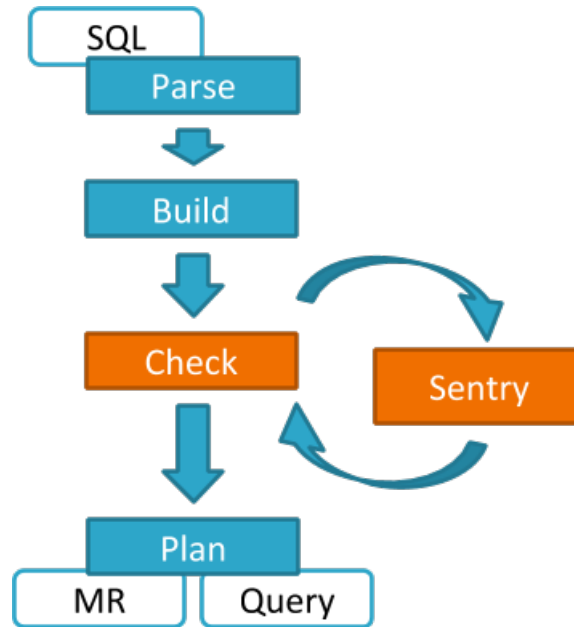 SQL
Parse
Build
Check
Sentry
Plan
MR
Query